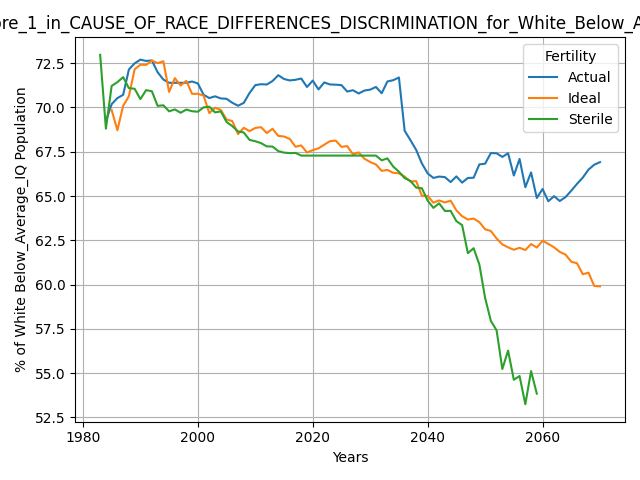 re_1_in_CAUSE_OF_RACE_DIFFERENCES_DISCRIMINATION_for_White_Below_A
Fertility
Actual
Ideal
Sterile
% of White Below_Average_IQ Population
72.5
70.0
67.5
65.0
62.5
60.0
57.5
55.0
52.5
1980
2000
2020
2040
2060
Years